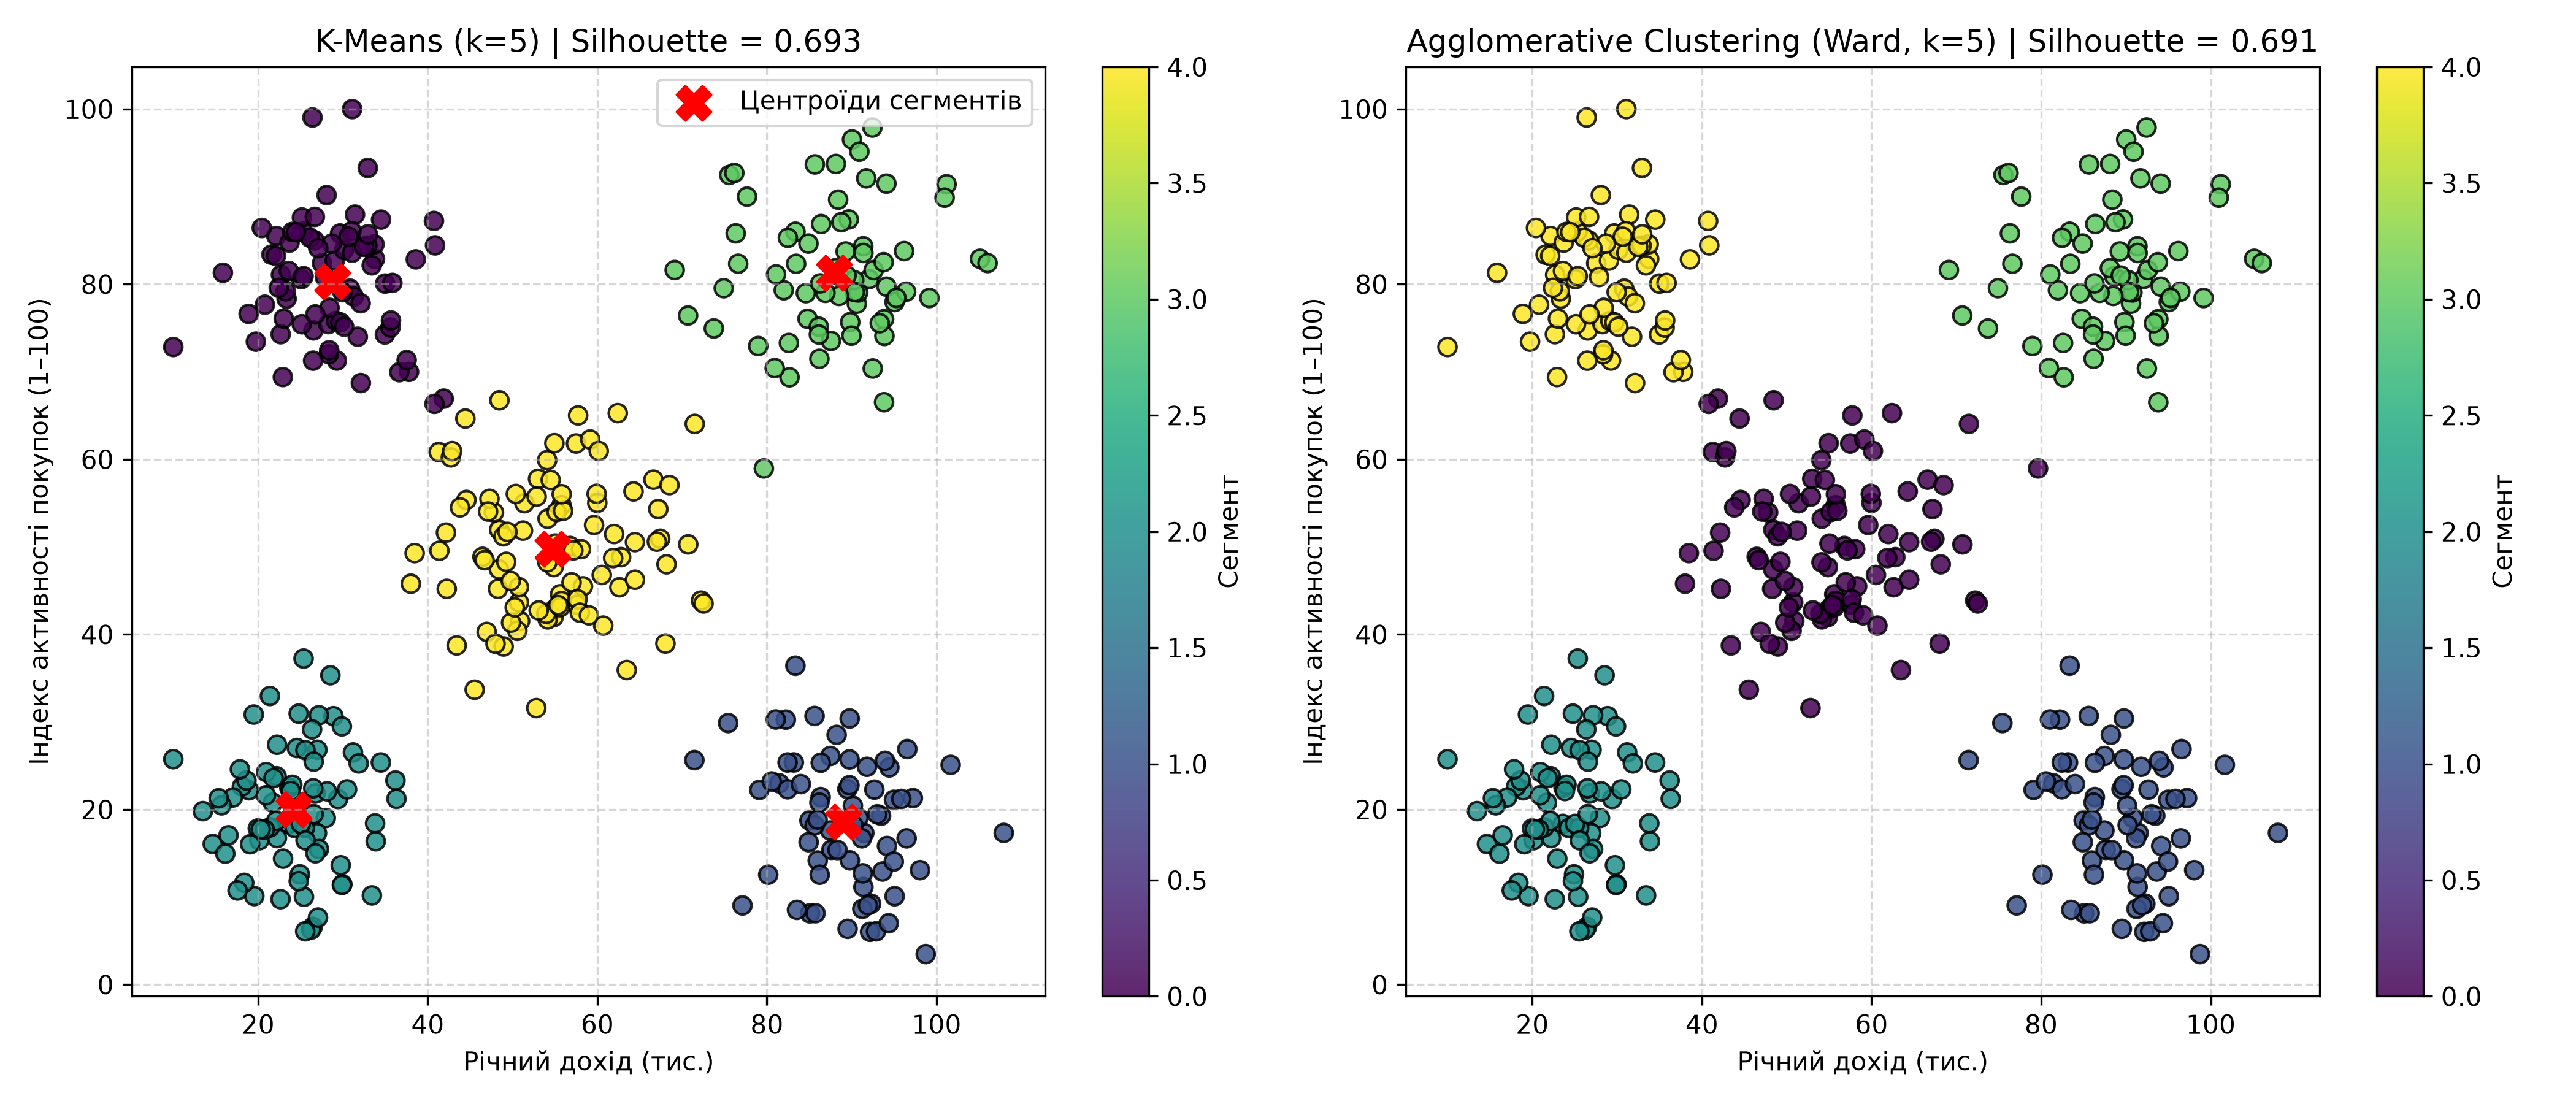 K-Means (k=5) | Silhouette = 0.693
Центроїди сегментів
Індекс активності покупок (1–100)
100
80
60
40
20
0
20 40 60 80 100
Річний дохід (тис.)
4.0
3.5
3.0
2.5
2.0
1.5
1.0
0.5
0.0
Сегмент
Agglomerative Clustering (Ward, k=5) | Silhouette = 0.691
Індекс активності покупок (1–100)
100
80
60
40
20
0
20 40 60 80 100
Річний дохід (тис.)
4.0
3.5
3.0
2.5
2.0
1.5
1.0
0.5
0.0
Сегмент